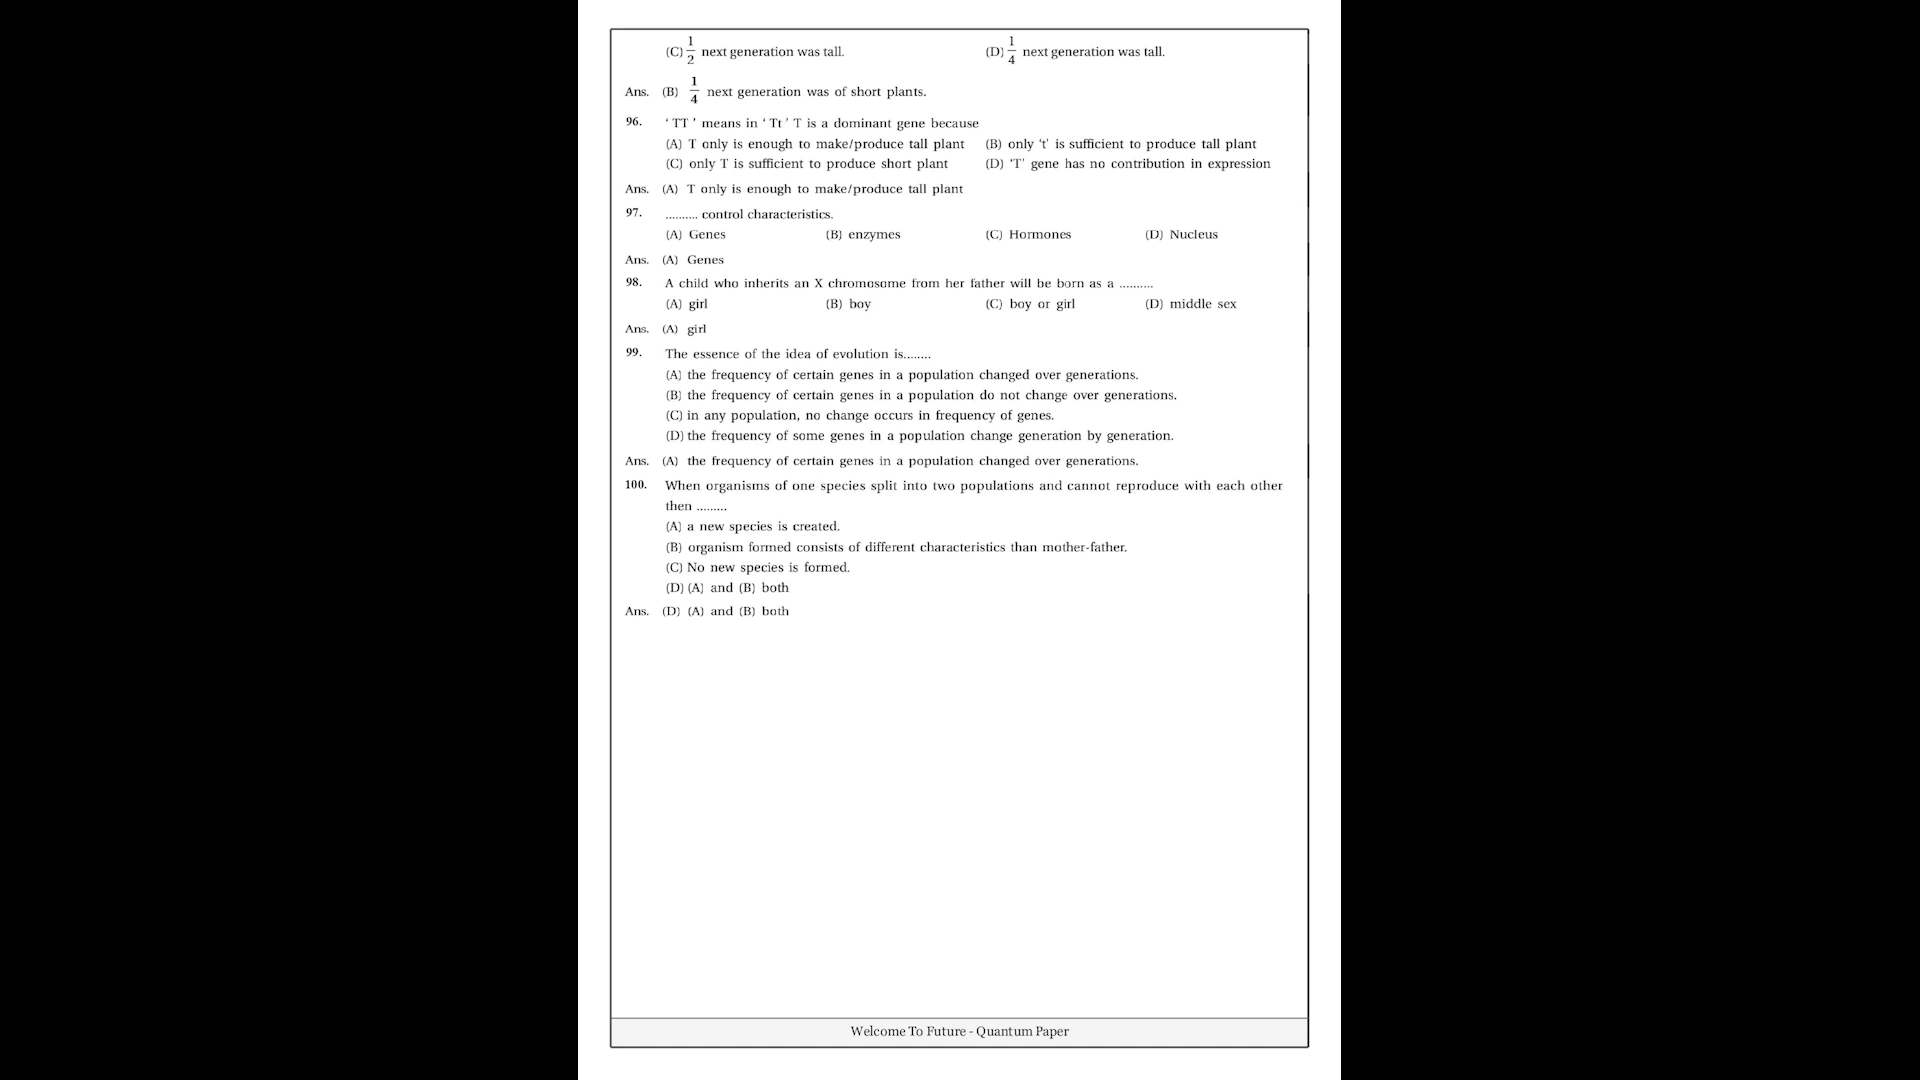 (C) 1/2 next generation was tall. (D) 1/4 next generation was tall.
Ans. (B) 1/4 next generation was of short plants.
96. ‘ TT ’ means in ‘ Tt ’ T is a dominant gene because
(A) T only is enough to make/produce tall plant (B) only ‘t’ is sufficient to produce tall plant
(C) only T is sufficient to produce short plant (D) ‘T’ gene has no contribution in expression
Ans. (A) T only is enough to make/produce tall plant
97. .......... control characteristics.
(A) Genes (B) enzymes (C) Hormones (D) Nucleus
Ans. (A) Genes
98. A child who inherits an X chromosome from her father will be born as a ..........
(A) girl (B) boy (C) boy or girl (D) middle sex
Ans. (A) girl
99. The essence of the idea of evolution is........
(A) the frequency of certain genes in a population changed over generations.
(B) the frequency of certain genes in a population do not change over generations.
(C) in any population, no change occurs in frequency of genes.
(D) the frequency of some genes in a population change generation by generation.
Ans. (A) the frequency of certain genes in a population changed over generations.
100. When organisms of one species split into two populations and cannot reproduce with each other
then .........
(A) a new species is created.
(B) organism formed consists of different characteristics than mother-father.
(C) No new species is formed.
(D) (A) and (B) both
Ans. (D) (A) and (B) both
Welcome To Future - Quantum Paper